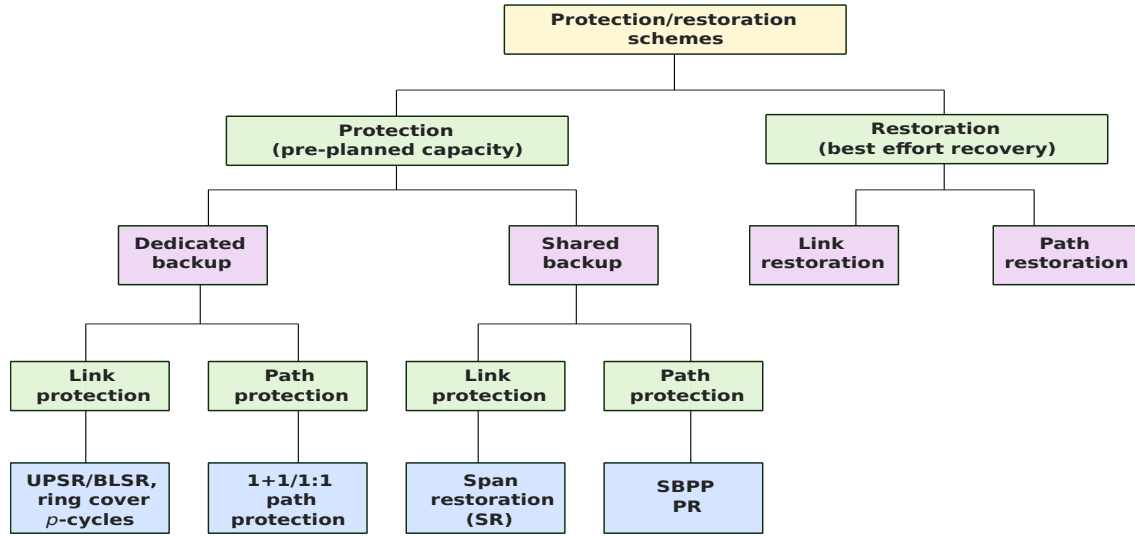 Protection/restoration
schemes
Protection
(pre-planned capacity)
Restoration
(best effort recovery)
Dedicated
backup
Shared
backup
Link
restoration
Path
restoration
Link
protection
Path
protection
Link
protection
Path
protection
UPSR/BLSR,
ring cover
p-cycles
1+1/1:1
path
protection
Span
restoration
(SR)
SBPP
PR